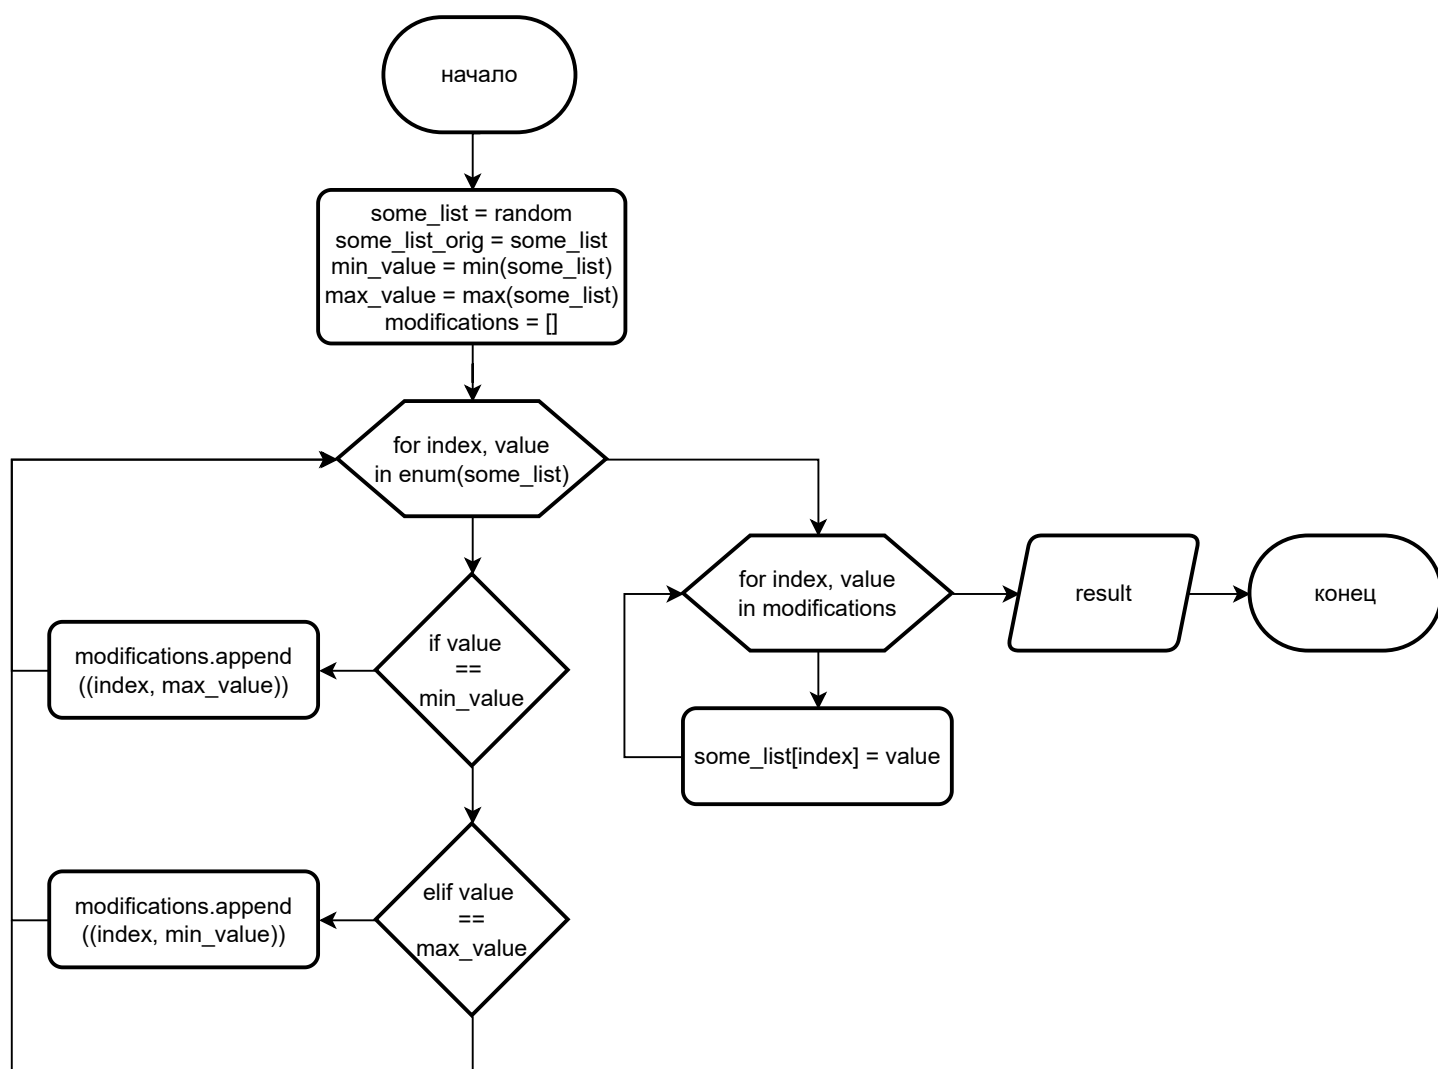 начало
some_list = random
some_list_orig = some_list
min_value = min(some_list)
max_value = max(some_list)
modifications = []
for index, value
in enum(some_list)
if value
==
min_value
modifications.append
((index, max_value))
elif value
==
max_value
modifications.append
((index, min_value))
for index, value
in modifications
some_list[index] = value
result
конец